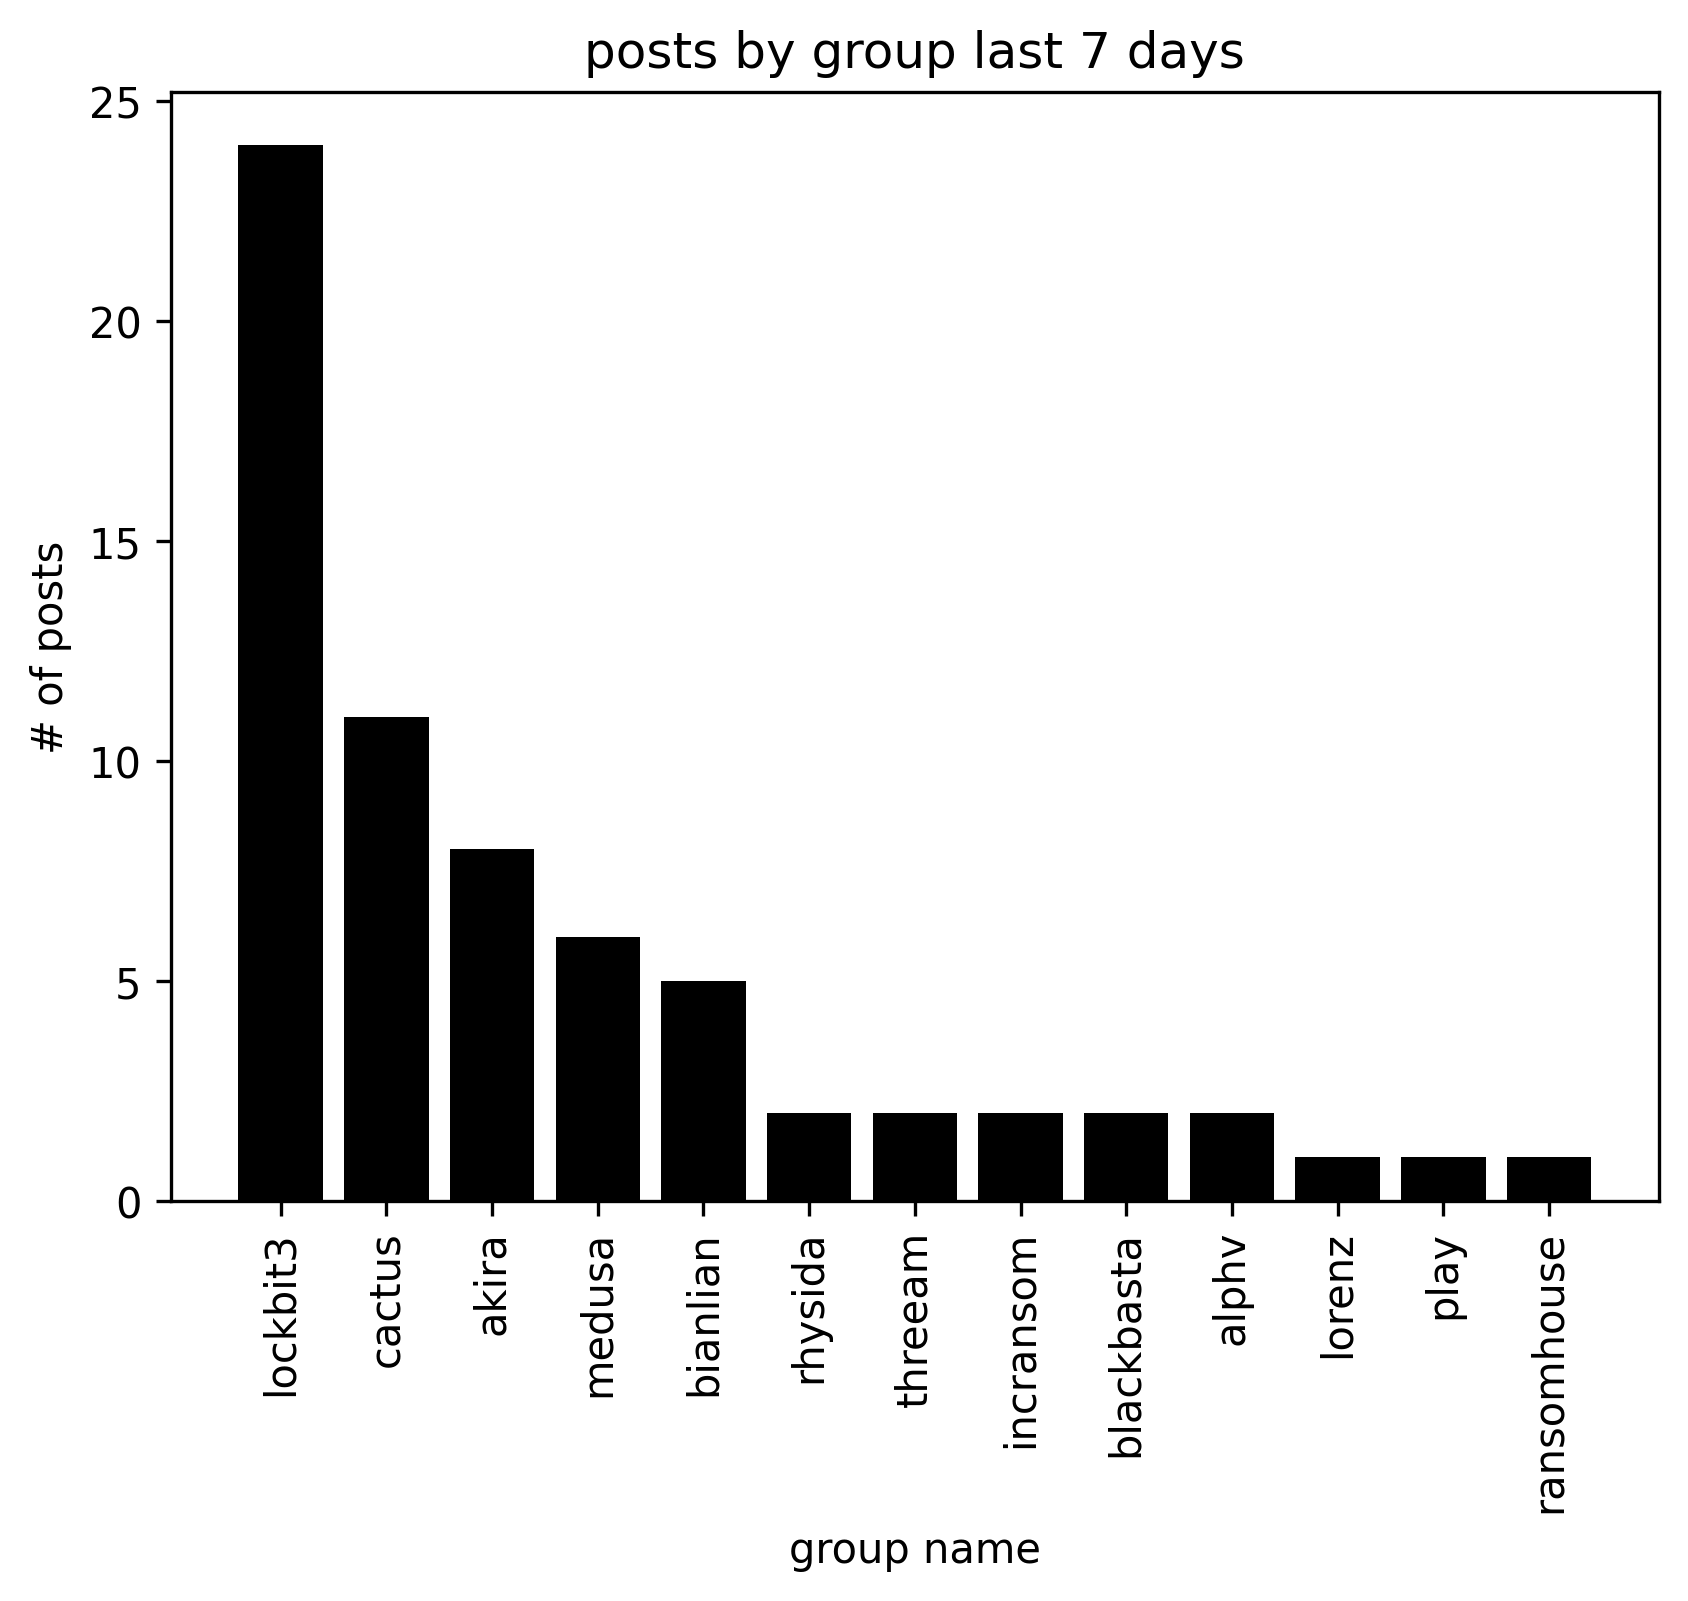 posts by group last 7 days
25
20
15
10
5
0
# of posts
lockbit3
cactus
akira
medusa
bianlian
rhysida
threeam
incransom
blackbasta
alphv
lorenz
play
ransomhouse
group name